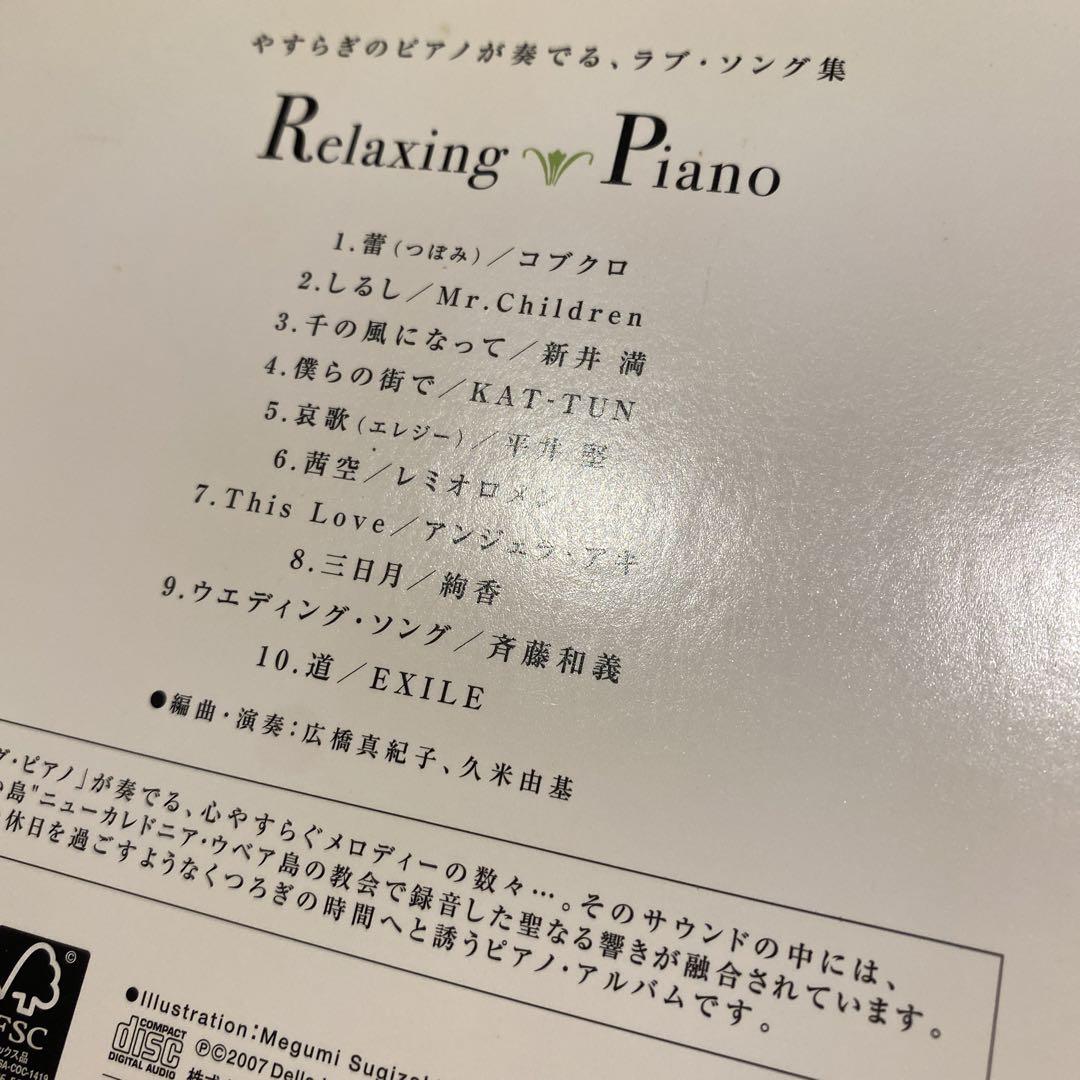 やすらぎのピアノが奏でる、ラブ・ソング集
Relaxing Piano
1.蕾(つぼみ)/コブクロ
2.しるし/Mr.Children
3.千の風になって/新井 満
4.僕らの街で/KAT-TUN
5.哀歌(エレジー)/平井 堅
6.茜空/レミオロメン
7.This Love/アンジェラ・アキ
8.三日月/絢香
9.ウエディング・ソング/斉藤和義
10.道/EXILE
●編曲・演奏:広橋真紀子、久米由基
グ・ピアノ」が奏でる、心やすらぐメロディーの数々…。そのサウンドの中には、
島"ニューカレドニア・ウベア島の教会で録音した聖なる響きが融合されています。
休日を過ごすようなくつろぎの時間へと誘うピアノ・アルバムです。
©
FSC
ックス品
SA-COC-1419
●Illustration:Megumi
COMPACT
disc
DIGITAL AUDIO
℗©2007 Della
株式